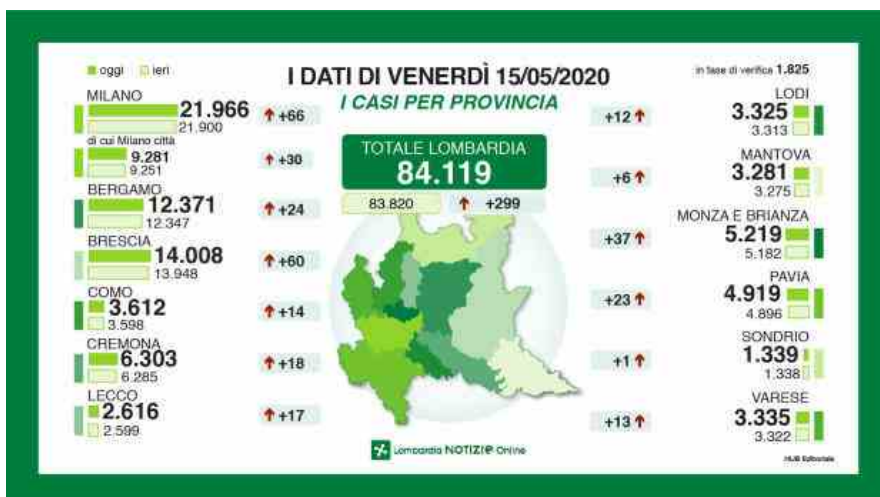 oggi ieri
I DATI DI VENERDÌ 15/05/2020
I CASI PER PROVINCIA
in fase di verifica 1.825
TOTALE LOMBARDIA
84.119
83.820 +299
MILANO
21.966 +66
21.900
di cui Milano città
9.281 +30
9.251
BERGAMO
12.371 +24
12.347
BRESCIA
14.008 +60
13.948
COMO
3.612 +14
3.598
CREMONA
6.303 +18
6.285
LECCO
2.616 +17
2.599
LODI
+12 3.325
3.313
MANTOVA
+6 3.281
3.275
MONZA E BRIANZA
+37 5.219
5.182
PAVIA
+23 4.919
4.896
SONDRIO
+1 1.339
1.338
VARESE
+13 3.335
3.322
Lombardia NOTIZIE Online
HUB Editoriale